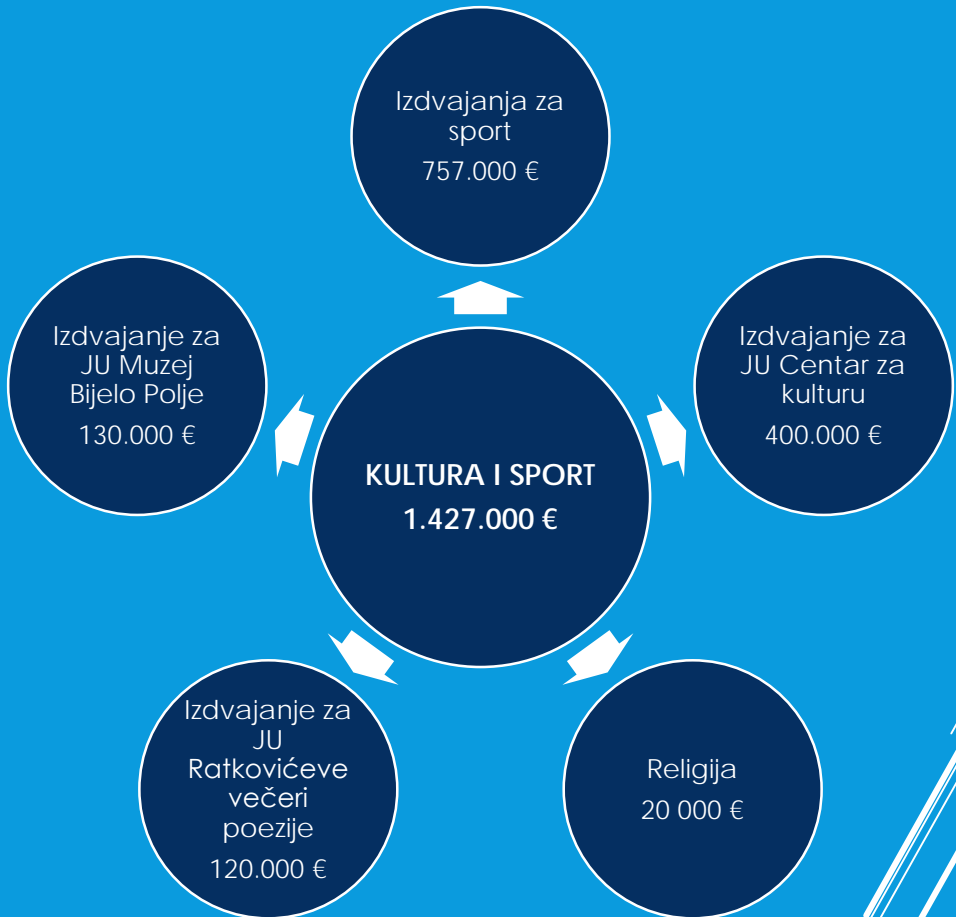 Izdvajanja za
sport
757.000 €
Izdvajanje za
JU Muzej
Bijelo Polje
130.000 €
Izdvajanje za
JU Centar za
kulturu
400.000 €
KULTURA I SPORT
1.427.000 €
Izdvajanje za
JU
Ratkovićeve
večeri
poezije
120.000 €
Religija
20 000 €